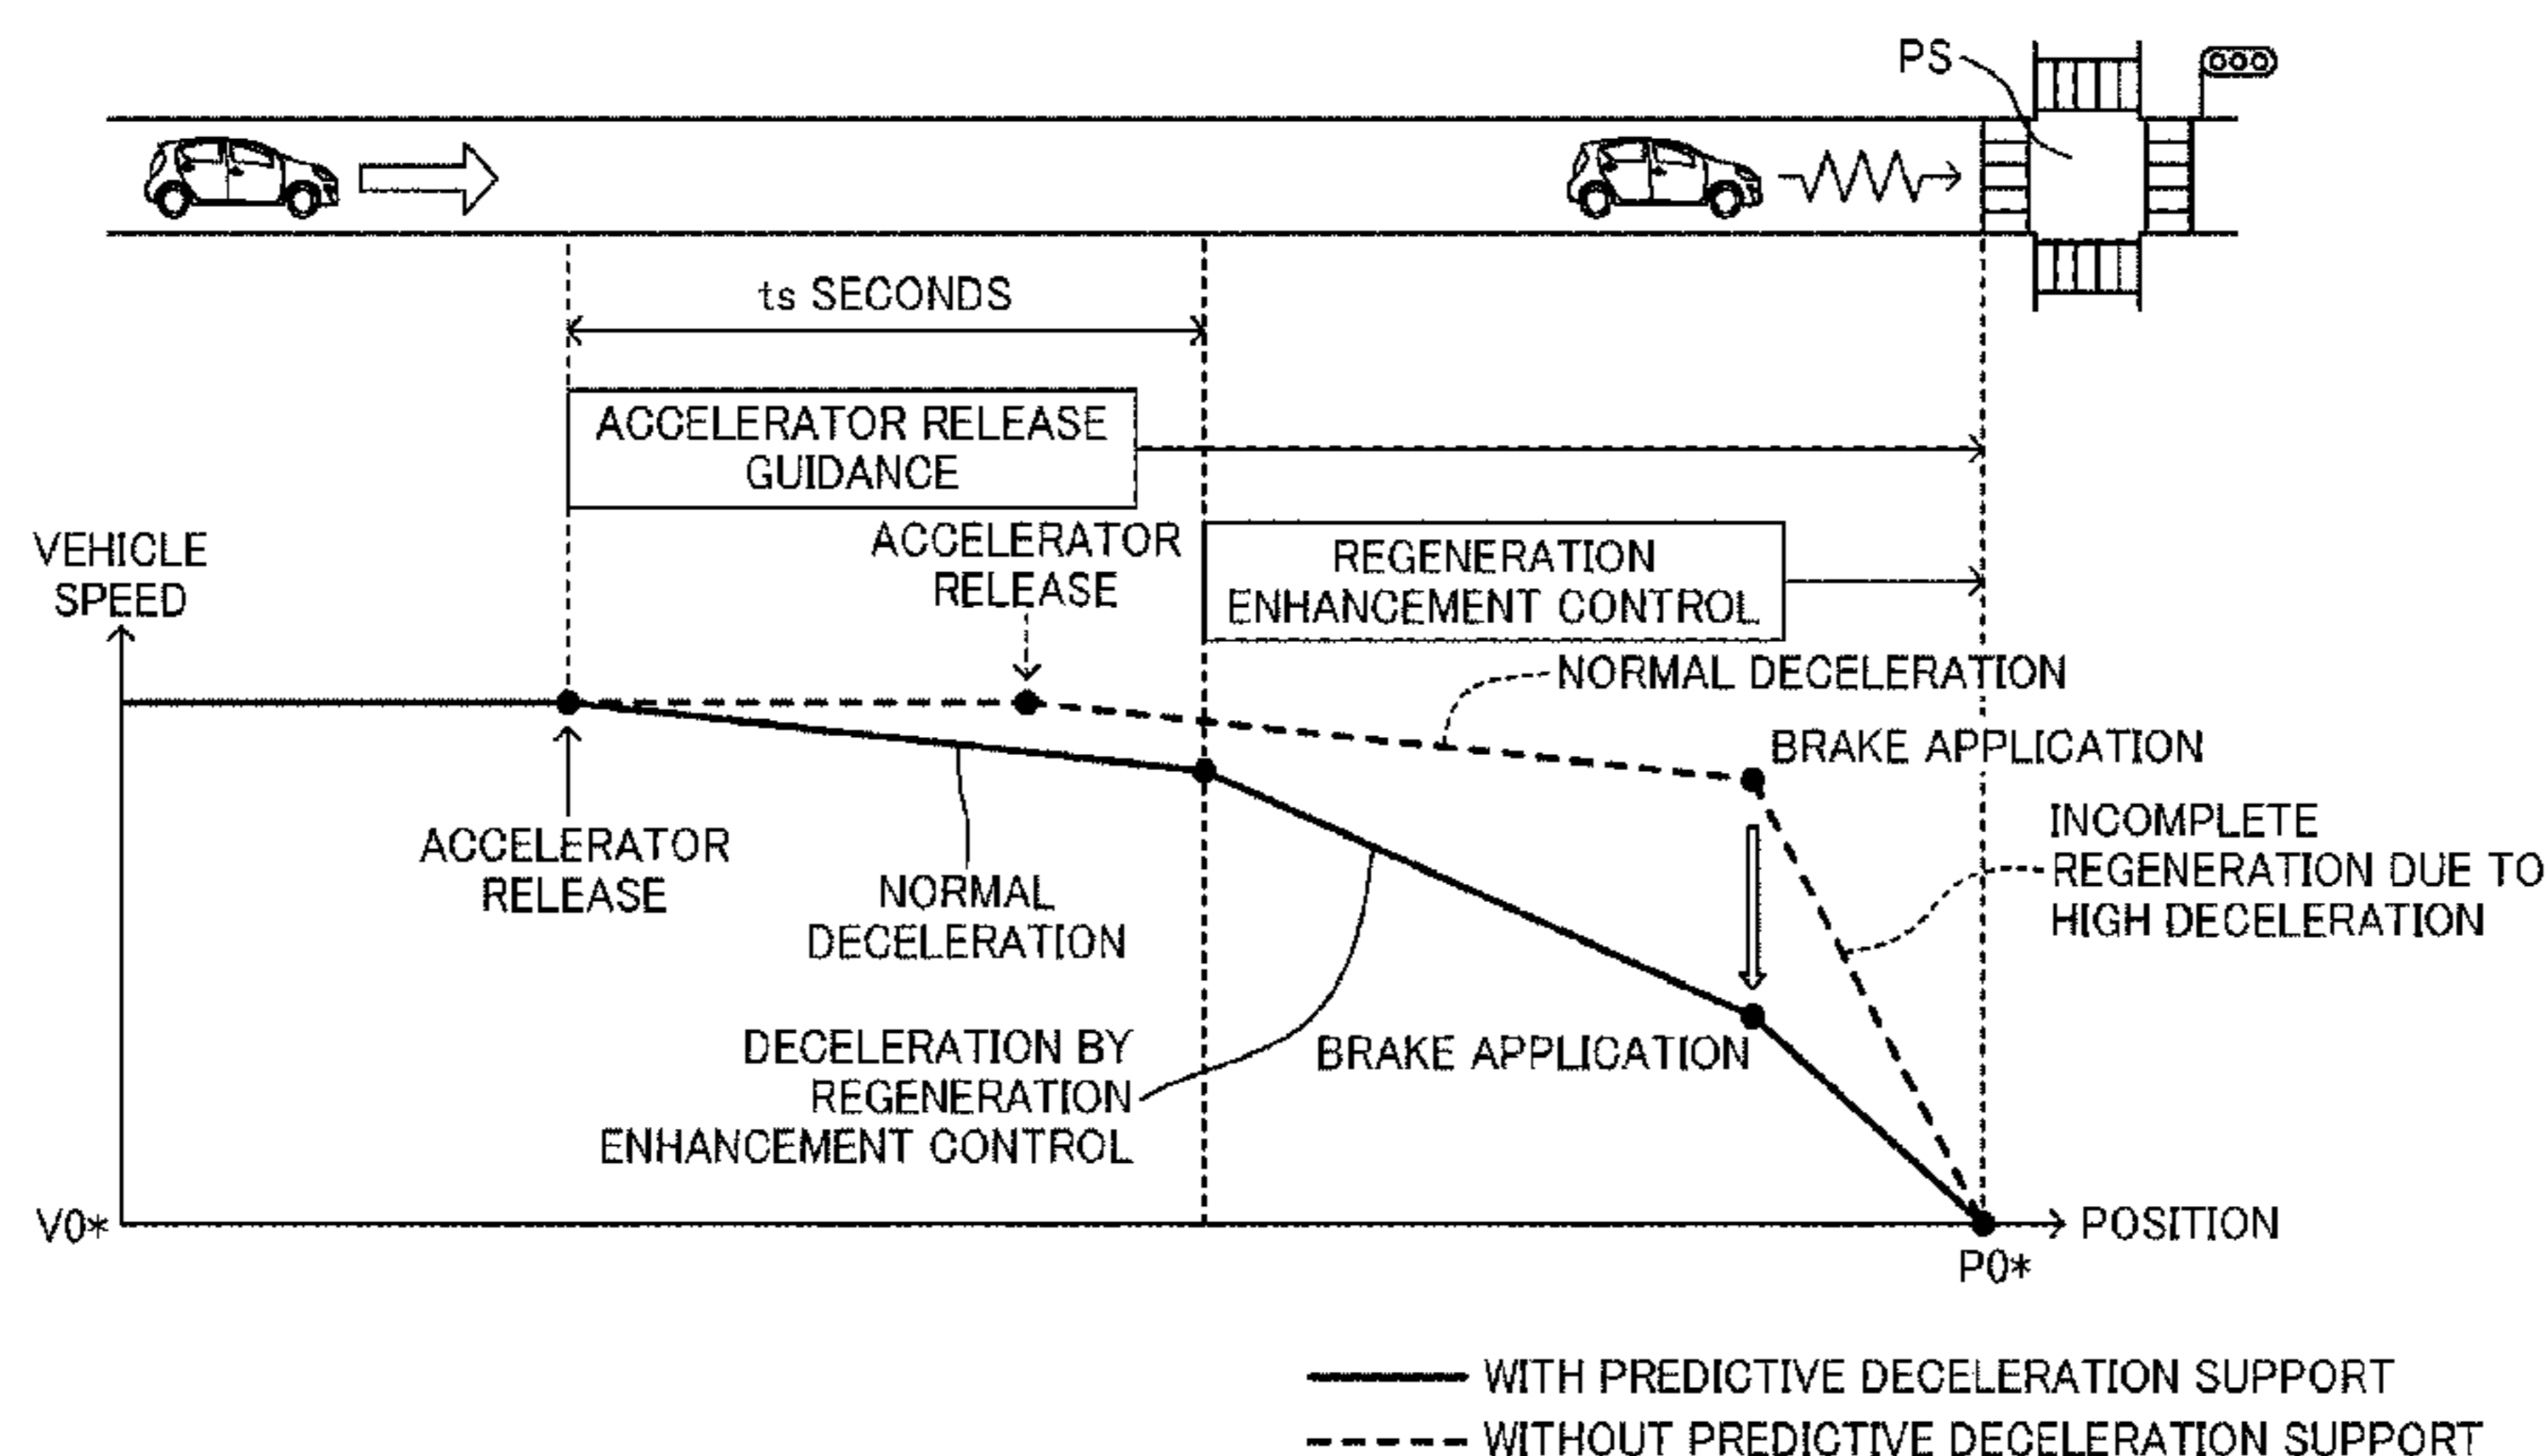 PS
ts SECONDS
ACCELERATOR RELEASE
GUIDANCE
ACCELERATOR
RELEASE
REGENERATION
ENHANCEMENT CONTROL
VEHICLE
SPEED
NORMAL DECELERATION
BRAKE APPLICATION
INCOMPLETE
REGENERATION DUE TO
HIGH DECELERATION
ACCELERATOR
RELEASE
NORMAL
DECELERATION
DECELERATION BY
REGENERATION
ENHANCEMENT CONTROL
BRAKE APPLICATION
V0*
POSITION
P0*
WITH PREDICTIVE DECELERATION SUPPORT
WITHOUT PREDICTIVE DECELERATION SUPPORT